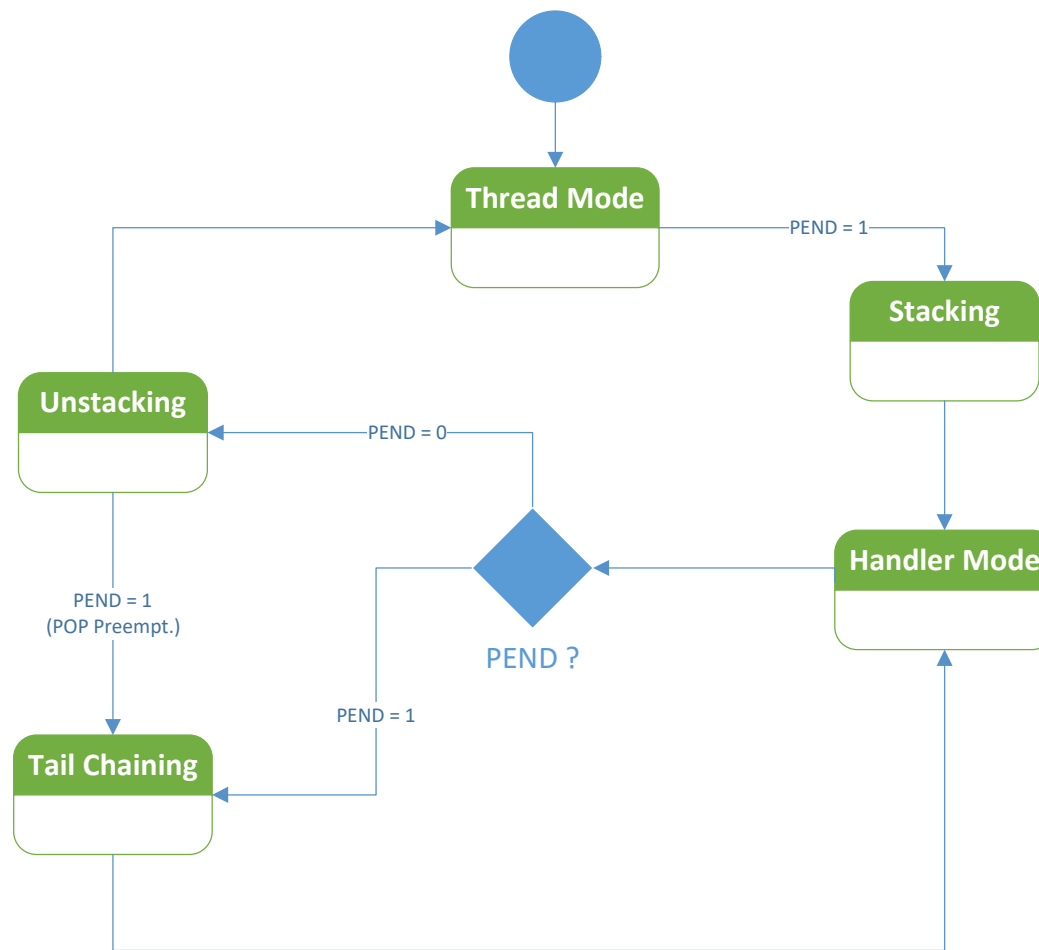 Thread Mode
PEND = 1
Stacking
Unstacking
PEND = 0
Handler Mode
PEND = 1
(POP Preempt.)
PEND ?
PEND = 1
Tail Chaining